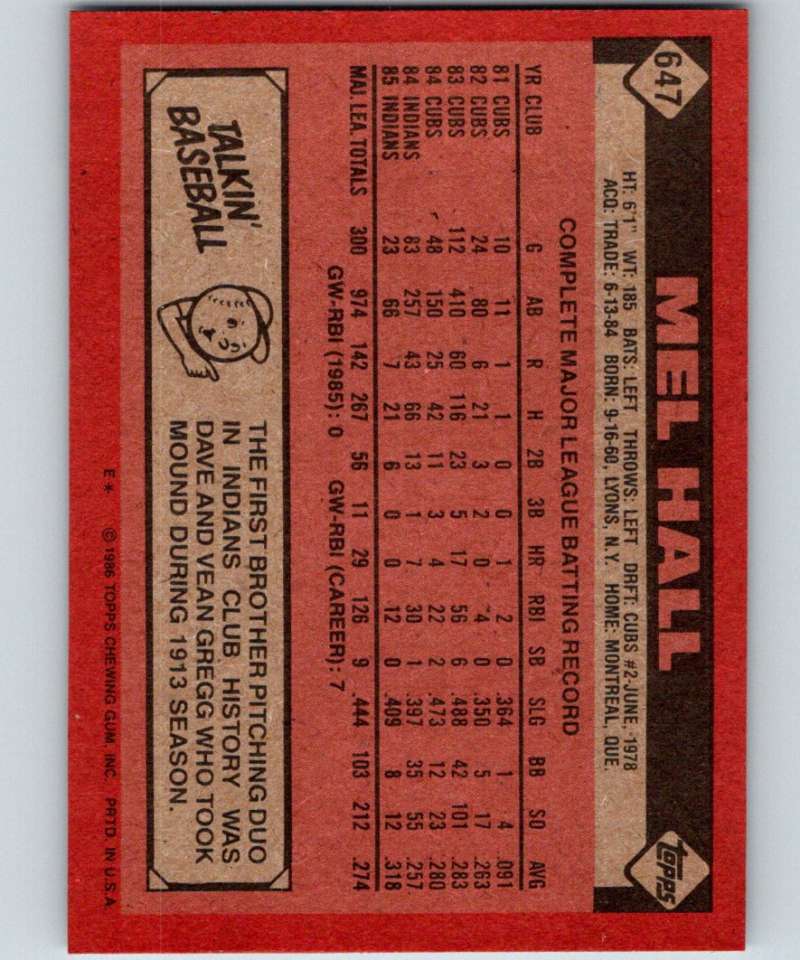 647
MEL HALL
Topps
HT: 6'1" WT: 185 BATS: LEFT THROWS: LEFT DRFT: CUBS #2-JUNE, 1978
ACQ: TRADE: 6-13-84 BORN: 9-16-60, LYONS, N.Y. HOME: MONTREAL, QUE.
COMPLETE MAJOR LEAGUE BATTING RECORD
YR CLUB G AB R H 2B 3B HR RBI SB SLG BB SO AVG
81 CUBS 10 11 1 1 0 0 1 2 0 .364 1 4 .091
82 CUBS 24 80 6 21 3 2 0 4 0 .350 5 17 .263
83 CUBS 112 410 60 116 23 5 17 56 6 .488 42 101 .283
84 CUBS 48 150 25 42 11 3 4 22 2 .473 12 23 .280
84 INDIANS 83 257 43 66 13 1 7 30 1 .397 35 55 .257
85 INDIANS 23 66 7 21 6 0 0 12 0 .409 8 12 .318
MAJ. LEA. TOTALS 300 974 142 267 56 11 29 126 9 .444 103 212 .274
GW-RBI (1985): 0 GW-RBI (CAREER): 7
TALKIN'
BASEBALL
THE FIRST BROTHER PITCHING DUO
IN INDIANS CLUB HISTORY WAS
DAVE AND VEAN GREGG WHO TOOK
MOUND DURING 1913 SEASON.
E* © 1986 TOPPS CHEWING GUM, INC. PRTD. IN U.S.A.